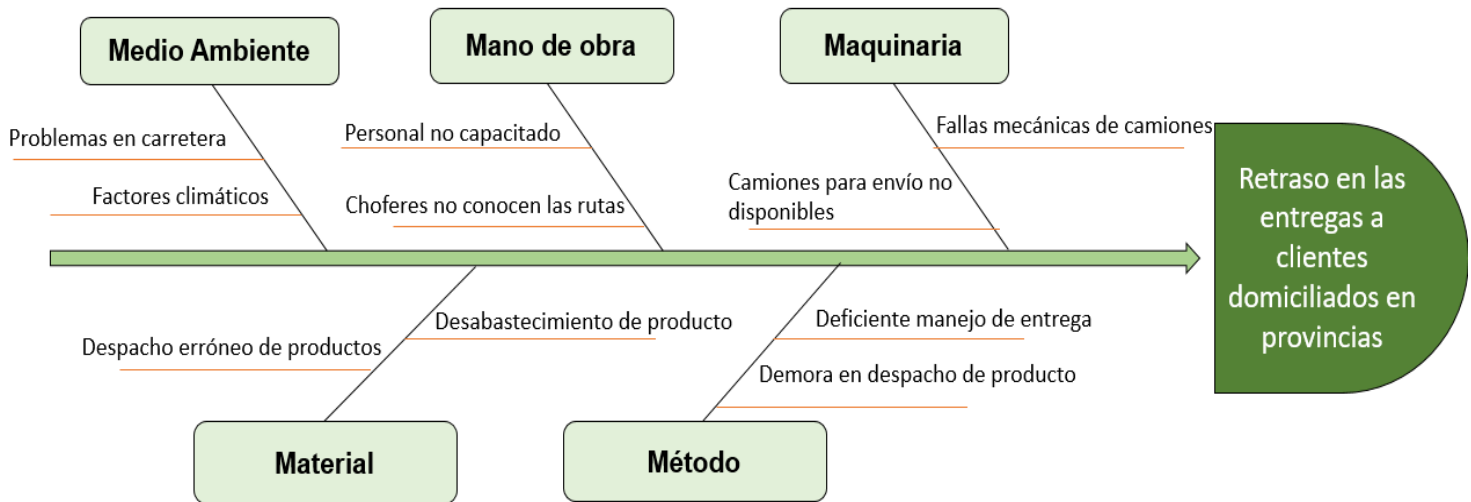 Medio Ambiente
Mano de obra
Maquinaria
Problemas en carretera
Factores climáticos
Personal no capacitado
Choferes no conocen las rutas
Fallas mecánicas de camiones
Camiones para envío no
disponibles
Retraso en las
entregas a
clientes
domiciliados en
provincias
Desabastecimiento de producto
Despacho erróneo de productos
Deficiente manejo de entrega
Demora en despacho de producto
Material
Método